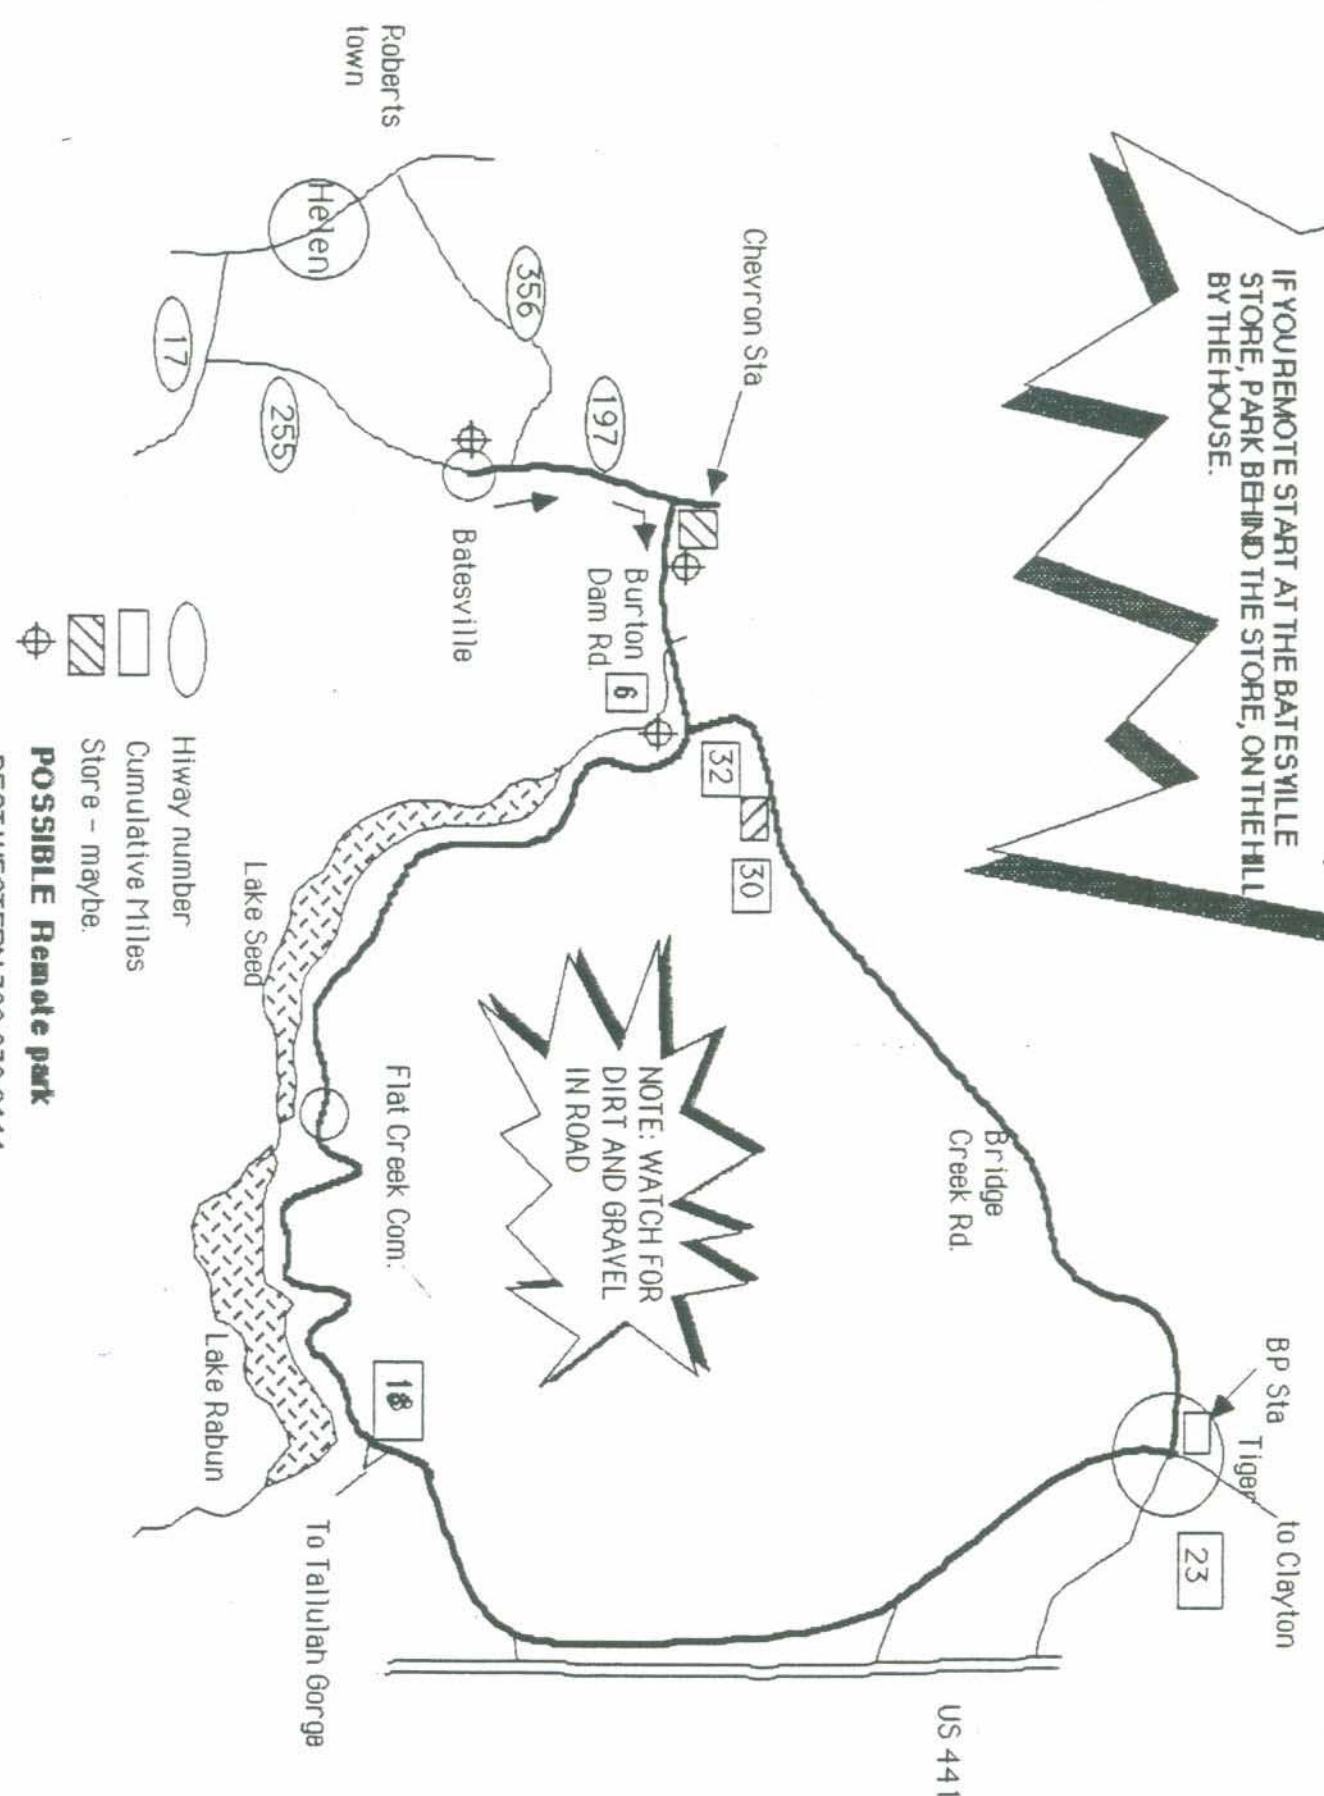 IF YOU REMOTE START AT THE BATESVILLE
STORE, PARK BEHIND THE STORE, ON THE HILL
BY THE HOUSE.
BP Sta
Tiger
to Clayton
23
Bridge
Creek Rd.
US 441
Chevron Sta
30
32
NOTE: WATCH FOR
DIRT AND GRAVEL
IN ROAD
197
Burton
Dam Rd.
6
356
Batesville
Roberts
town
Helen
Flat Creek Com.
18
To Tallulah Gorge
255
17
Lake Seed
Lake Rabun
Hiway number
Cumulative Miles
Store - maybe.
POSSIBLE Remote park